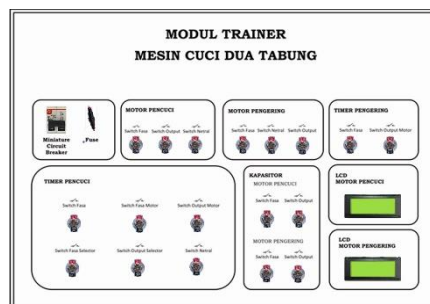 MODUL TRAINER
MESIN CUCI DUA TABUNG
Miniature
Circuit
Breaker
Fuse
MOTOR PENCUCI
Switch Fasa
Switch Output
Switch Netral
MOTOR PENGERING
Switch Fasa
Switch Netral
Switch Output
TIMER PENGERING
Switch Fasa
Switch Output Motor
TIMER PENCUCI
Switch Fasa
Switch Fasa Motor
Switch Output Motor
Switch Fasa Selector
Switch Output Selector
Switch Netral
KAPASITOR
MOTOR PENCUCI
Switch Fasa
Switch Output
MOTOR PENGERING
Switch Fasa
Switch Output
LCD
MOTOR PENCUCI
LCD
MOTOR PENGERING